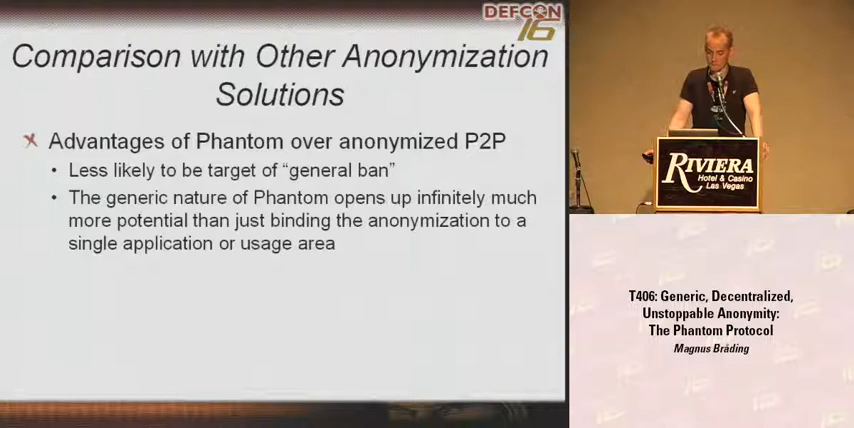 DEFCON
16
Comparison with Other Anonymization
Solutions
Advantages of Phantom over anonymized P2P
• Less likely to be target of “general ban”
• The generic nature of Phantom opens up infinitely much
more potential than just binding the anonymization to a
single application or usage area
RIVIERA
Hotel & Casino
Las Vegas
T406: Generic, Decentralized,
Unstoppable Anonymity:
The Phantom Protocol
Magnus Bråding